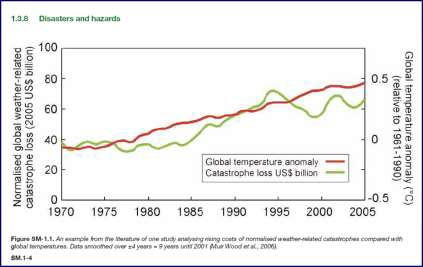 1.3.8 Disasters and hazards
Normalised global weather-related
catastrophe loss (2005 US$ billion)
100
80
60
40
20
0
Global temperature anomaly
Catastrophe loss US$ billion
1970 1975 1980 1985 1990 1995 2000 2005
0.5
0
-0.5
Global temperature anomaly (°C)
(relative to 1961-1990)
Figure SM-1.1. An example from the literature of one study analysing rising costs of normalised weather-related catastrophes compared with
global temperatures. Data smoothed over ±4 years = 9 years until 2001 (Muir Wood et al., 2006).
SM.1-4